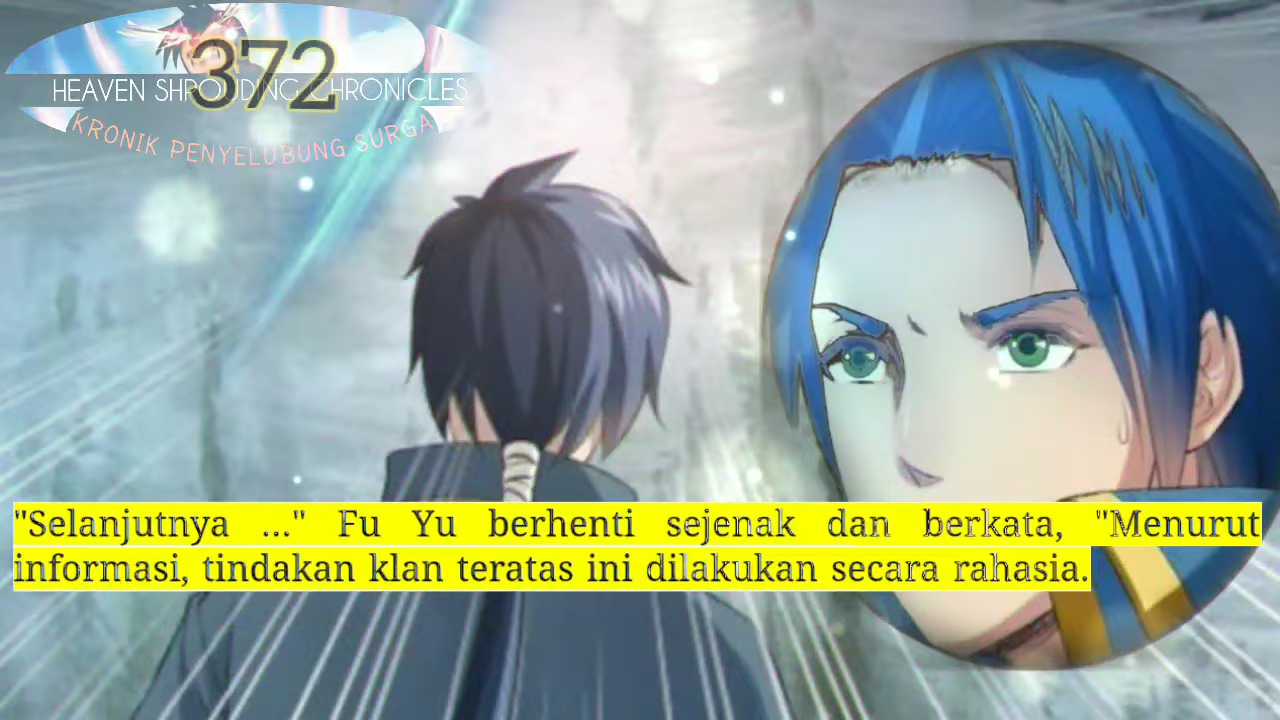 372
HEAVEN SHROUDING CHRONICLES
KRONIK PENYELUBUNG SURGA
"Selanjutnya ..." Fu Yu berhenti sejenak dan berkata, "Menurut
informasi, tindakan klan teratas ini dilakukan secara rahasia.